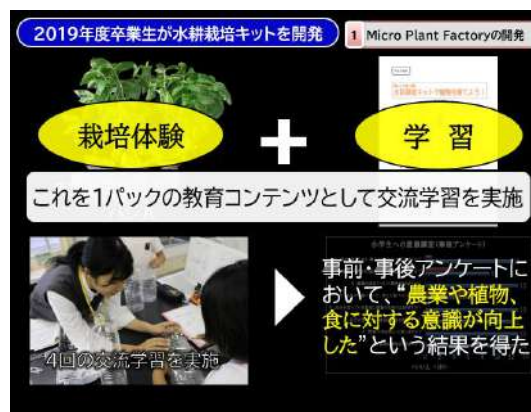 2019年度卒業生が水耕栽培キットを開発
1 Micro Plant Factoryの開発
栽培体験
+
学習
これを1パックの教育コンテンツとして交流学習を実施
4回の交流学習を実施
事前・事後アンケートに
おいて、“農業や植物、
食に対する意識が向上
した”という結果を得た